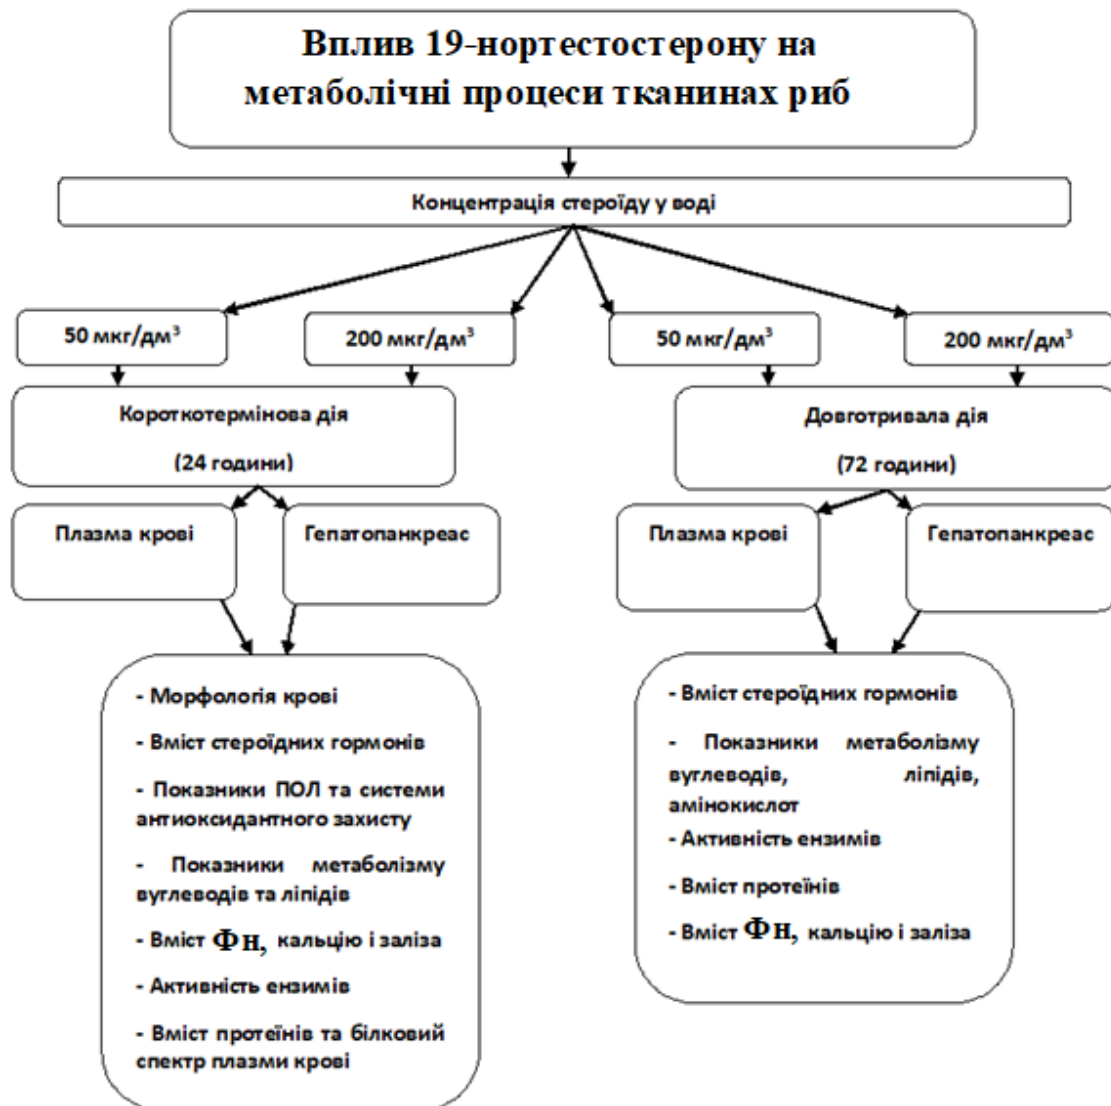 Вплив 19-нортестостерону на
метаболічні процеси тканинах риб
Концентрація стероїду у воді
50 мкг/дм³
200 мкг/дм³
50 мкг/дм³
200 мкг/дм³
Короткотермінова дія
(24 години)
Довготривала дія
(72 години)
Плазма крові
Гепатопанкреас
Плазма крові
Гепатопанкреас
- Морфологія крові
- Вміст стероїдних гормонів
- Показники ПОЛ та системи
антиоксидантного захисту
- Показники метаболізму
вуглеводів та ліпідів
- Вміст Фн, кальцію і заліза
- Активність ензимів
- Вміст протеїнів та білковий
спектр плазми крові
- Вміст стероїдних гормонів
- Показники метаболізму
вуглеводів, ліпідів,
амінокислот
- Активність ензимів
- Вміст протеїнів
- Вміст Фн, кальцію і заліза